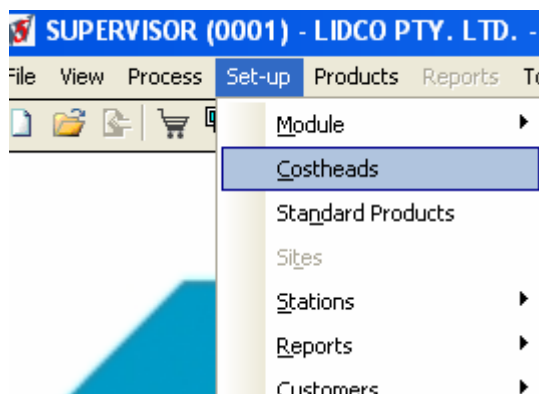 SUPERVISOR (0001) - LIDCO PTY. LTD. -
File View Process Set-up Products Reports To
Module
Costheads
Standard Products
Sites
Stations
Reports
Customers